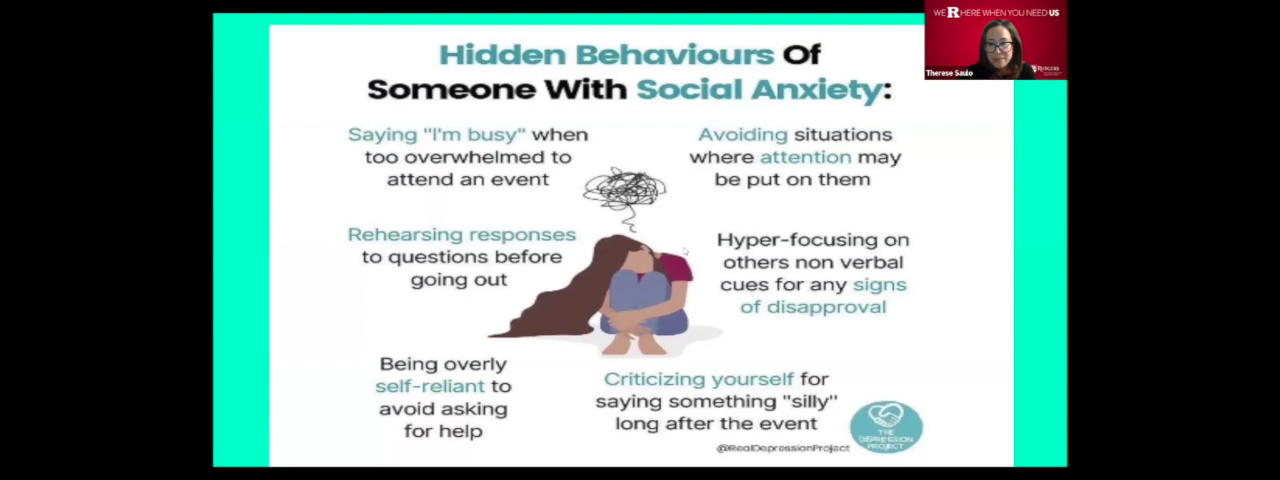 Hidden Behaviours Of
Someone With Social Anxiety:
Saying "I'm busy" when
too overwhelmed to
attend an event
Avoiding situations
where attention may
be put on them
Rehearsing responses
to questions before
going out
Hyper-focusing on
others non verbal
cues for any signs
of disapproval
Being overly
self-reliant to
avoid asking
for help
Criticizing yourself for
saying something "silly"
long after the event
@RealDepressionProject
THE
DEPRESSION
PROJECT
WE R HERE WHEN YOU NEED US
RUTGERS
Therese Saulo